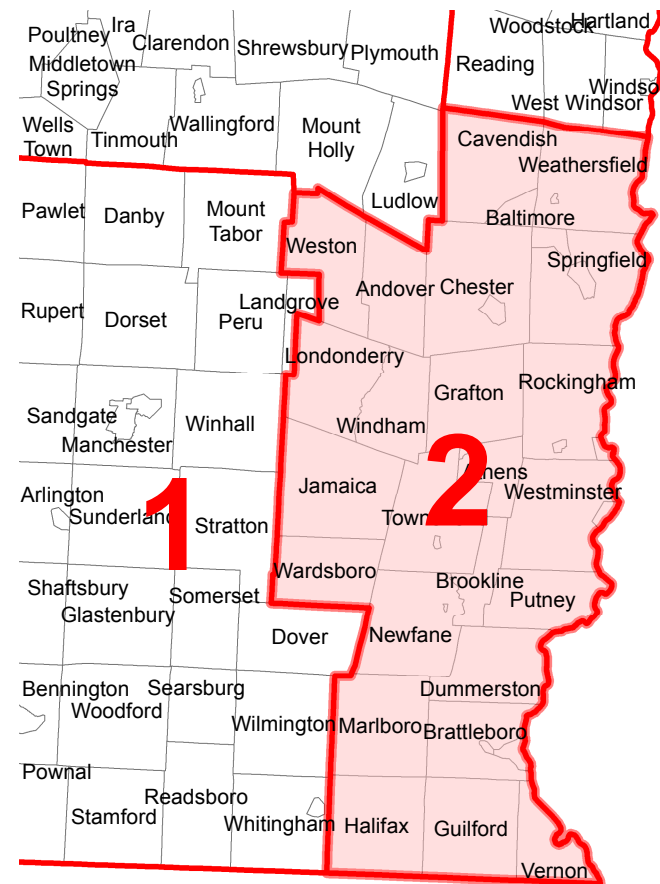 Poultney
Ira
Clarendon
Shrewsbury
Plymouth
Woodstock
Hartland
Middletown
Springs
Reading
West Windsor
Wells
Town
Tinmouth
Wallingford
Mount
Holly
Cavendish
Weathersfield
Ludlow
Pawlet
Danby
Mount
Tabor
Weston
Baltimore
Springfield
Landgrove
Andover
Chester
Rupert
Dorset
Peru
Londonderry
Grafton
Rockingham
Sandgate
Manchester
Winhall
Windham
1
2
Arlington
Sunderland
Stratton
Jamaica
Town
Athens
Westminster
Shaftsbury
Glastenbury
Somerset
Wardsboro
Brookline
Putney
Dover
Newfane
Bennington
Woodford
Searsburg
Wilmington
Marlboro
Dummerston
Brattleboro
Pownal
Stamford
Readsboro
Whitingham
Halifax
Guilford
Vernon